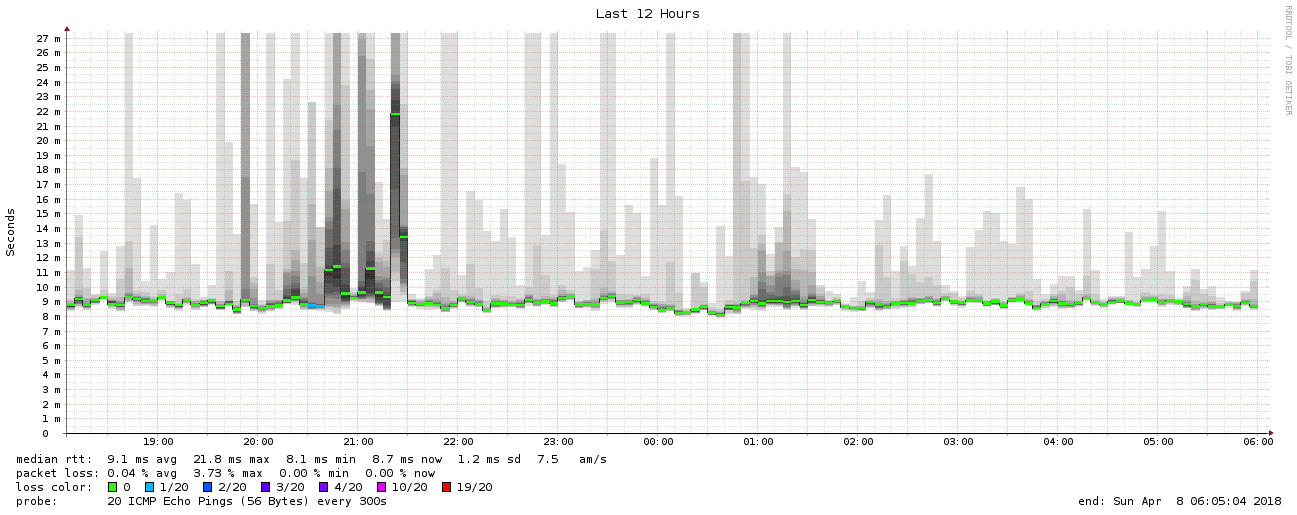 Last 12 Hours
RRDTOOL / TOBI OETIKER
Seconds
27 m
26 m
25 m
24 m
23 m
22 m
21 m
20 m
19 m
18 m
17 m
16 m
15 m
14 m
13 m
12 m
11 m
10 m
9 m
8 m
7 m
6 m
5 m
4 m
3 m
2 m
1 m
0
19:00 20:00 21:00 22:00 23:00 00:00 01:00 02:00 03:00 04:00 05:00 06:00
median rtt: 9.1 ms avg 21.8 ms max 8.1 ms min 8.7 ms now 1.2 ms sd 7.5 am/s
packet loss: 0.04 % avg 3.73 % max 0.00 % min 0.00 % now
loss color: 0 1/20 2/20 3/20 4/20 10/20 19/20
probe: 20 ICMP Echo Pings (56 Bytes) every 300s end: Sun Apr 8 06:05:04 2018